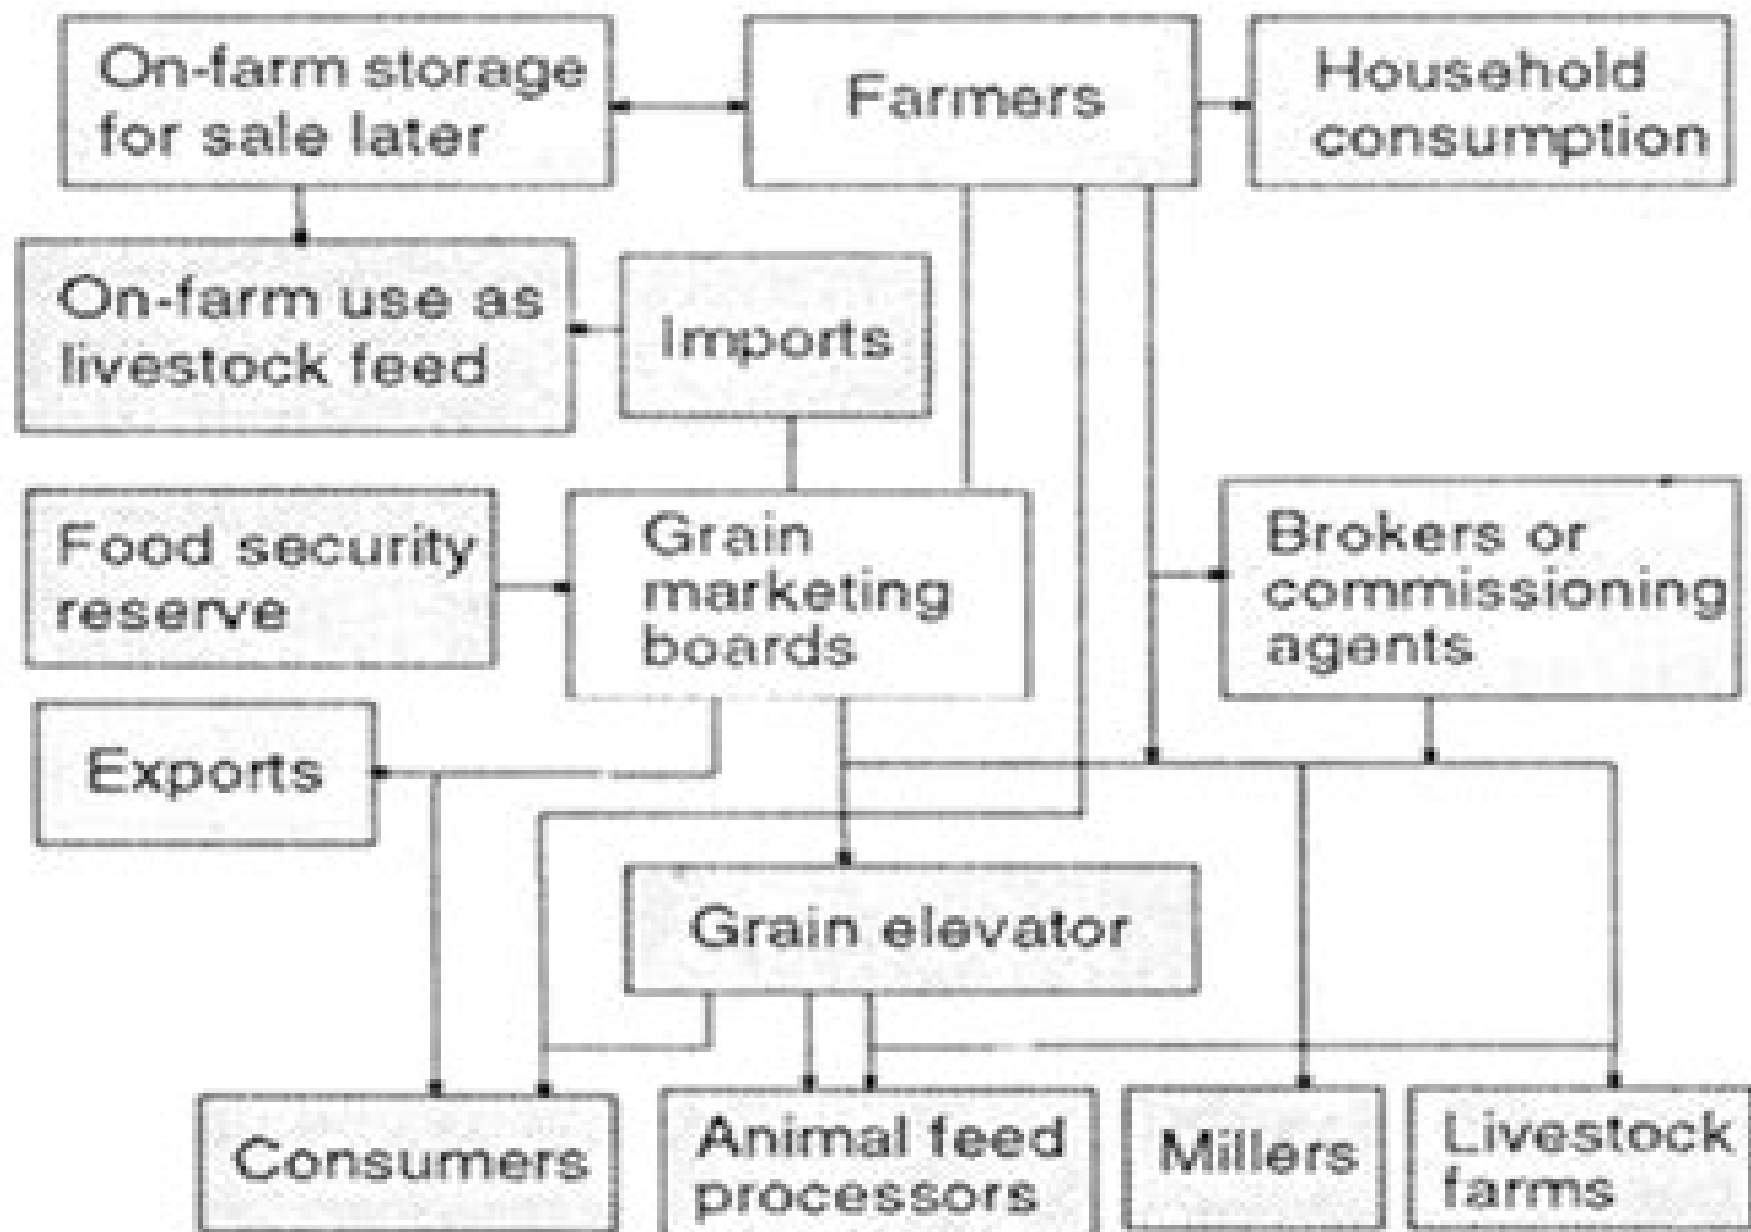 On-farm storage
for sale later
Farmers
Household
consumption
On-farm use as
livestock feed
Imports
Food security
reserve
Grain
marketing
boards
Brokers or
commissioning
agents
Exports
Grain elevator
Consumers
Animal feed
processors
Millers
Livestock
farms